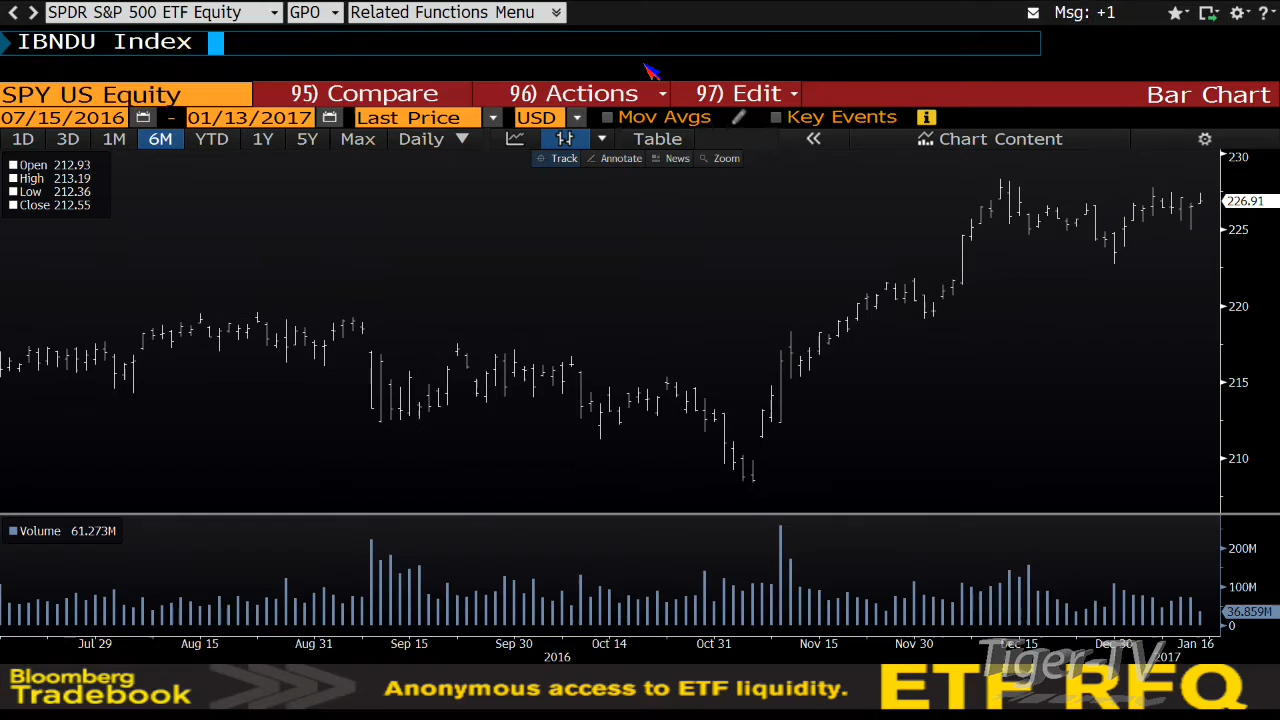 SPDR S&P 500 ETF Equity GPO Related Functions Menu Msg: +1
IBNDU Index
SPY US Equity 95) Compare 96) Actions 97) Edit Bar Chart
07/15/2016 - 01/13/2017 Last Price USD Mov Avgs Key Events
1D 3D 1M 6M YTD 1Y 5Y Max Daily Table Chart Content
Track Annotate News Zoom
Open 212.93
High 213.19
Low 212.36
Close 212.55
230
226.91
225
220
215
210
Volume 61.273M
200M
100M
36.859M
0
Jul 29 Aug 15 Aug 31 Sep 15 Sep 30 Oct 14 Oct 31 Nov 15 Nov 30 Dec 15 Dec 30 Jan 16
2016 2017
Tiger TV
Bloomberg
Tradebook
Anonymous access to ETF liquidity.
ETF RFQ